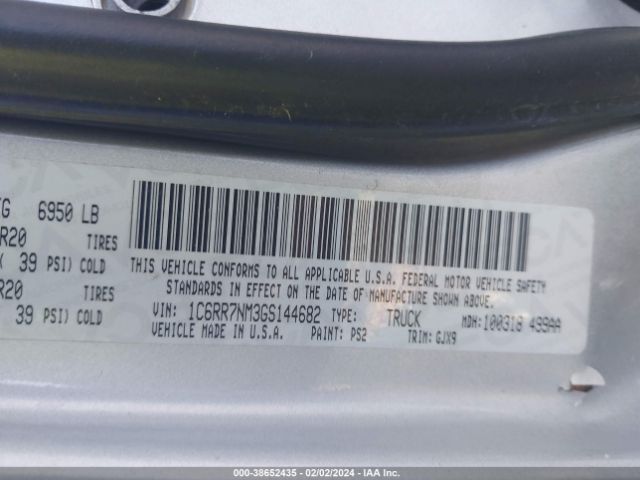 G 6950 LB
R20 TIRES
39 PSI) COLD
R20 TIRES
39 PSI) COLD
THIS VEHICLE CONFORMS TO ALL APPLICABLE U.S.A. FEDERAL MOTOR VEHICLE SAFETY
STANDARDS IN EFFECT ON THE DATE OF MANUFACTURE SHOWN ABOVE.
VIN: 1C6RR7NM3GS144682 TYPE: TRUCK MDH: 100318 499AA
VEHICLE MADE IN U.S.A. PAINT: PS2 TRIM: GJX9
000-38652435 - 02/02/2024 - IAA Inc.